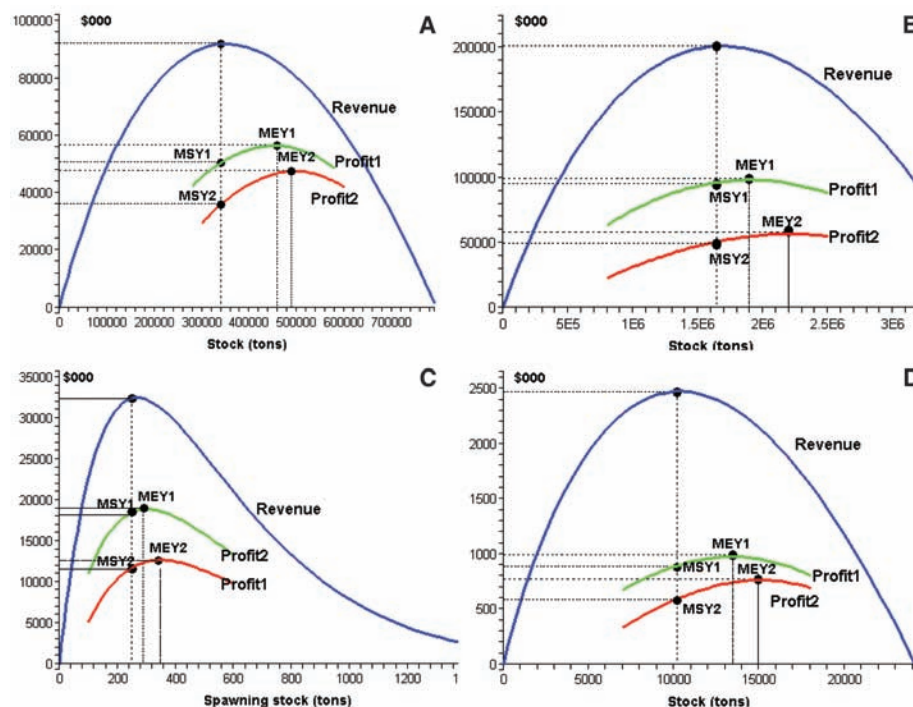 $000
A
100000
80000
60000
40000
20000
0
Revenue
MEY1
MSY1
MEY2
Profit1
MSY2
Profit2
0 100000 200000 300000 400000 500000 600000 700000
Stock (tons)
$000
200000
150000
100000
50000
0
Revenue
MEY1
Profit1
MSY1
MEY2
Profit2
MSY2
0 5E5 1E6 1.5E6 2E6 2.5E6 3E6
Stock (tons)
$000
C
35000
30000
25000
20000
15000
10000
5000
0
Revenue
MSY1 MEY1
MSY2 MEY2
Profit2
Profit1
0 200 400 600 800 1000 1200 1
Spawning stock (tons)
$000
D
2500
2000
1500
1000
500
0
Revenue
MEY1
MSY1
MEY2
Profit1
MSY2
Profit2
0 5000 10000 15000 20000
Stock (tons)